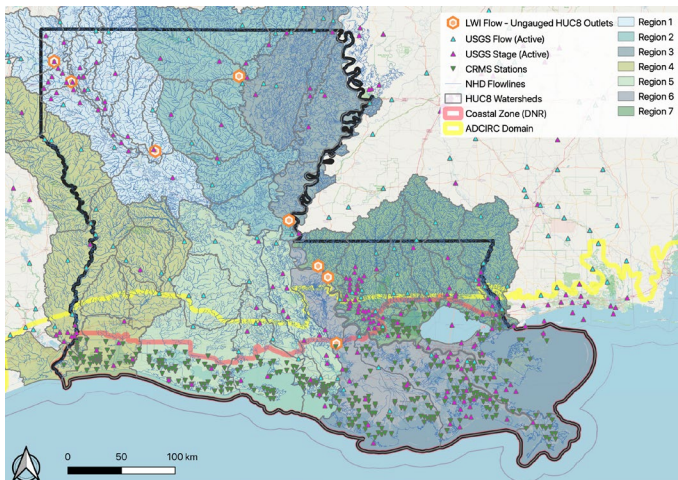 LWI Flow - Ungauged HUC8 Outlets
USGS Flow (Active)
USGS Stage (Active)
CRMS Stations
NHD Flowlines
HUC8 Watersheds
Coastal Zone (DNR)
ADCIRC Domain
Region 1
Region 2
Region 3
Region 4
Region 5
Region 6
Region 7
0 50 100 km